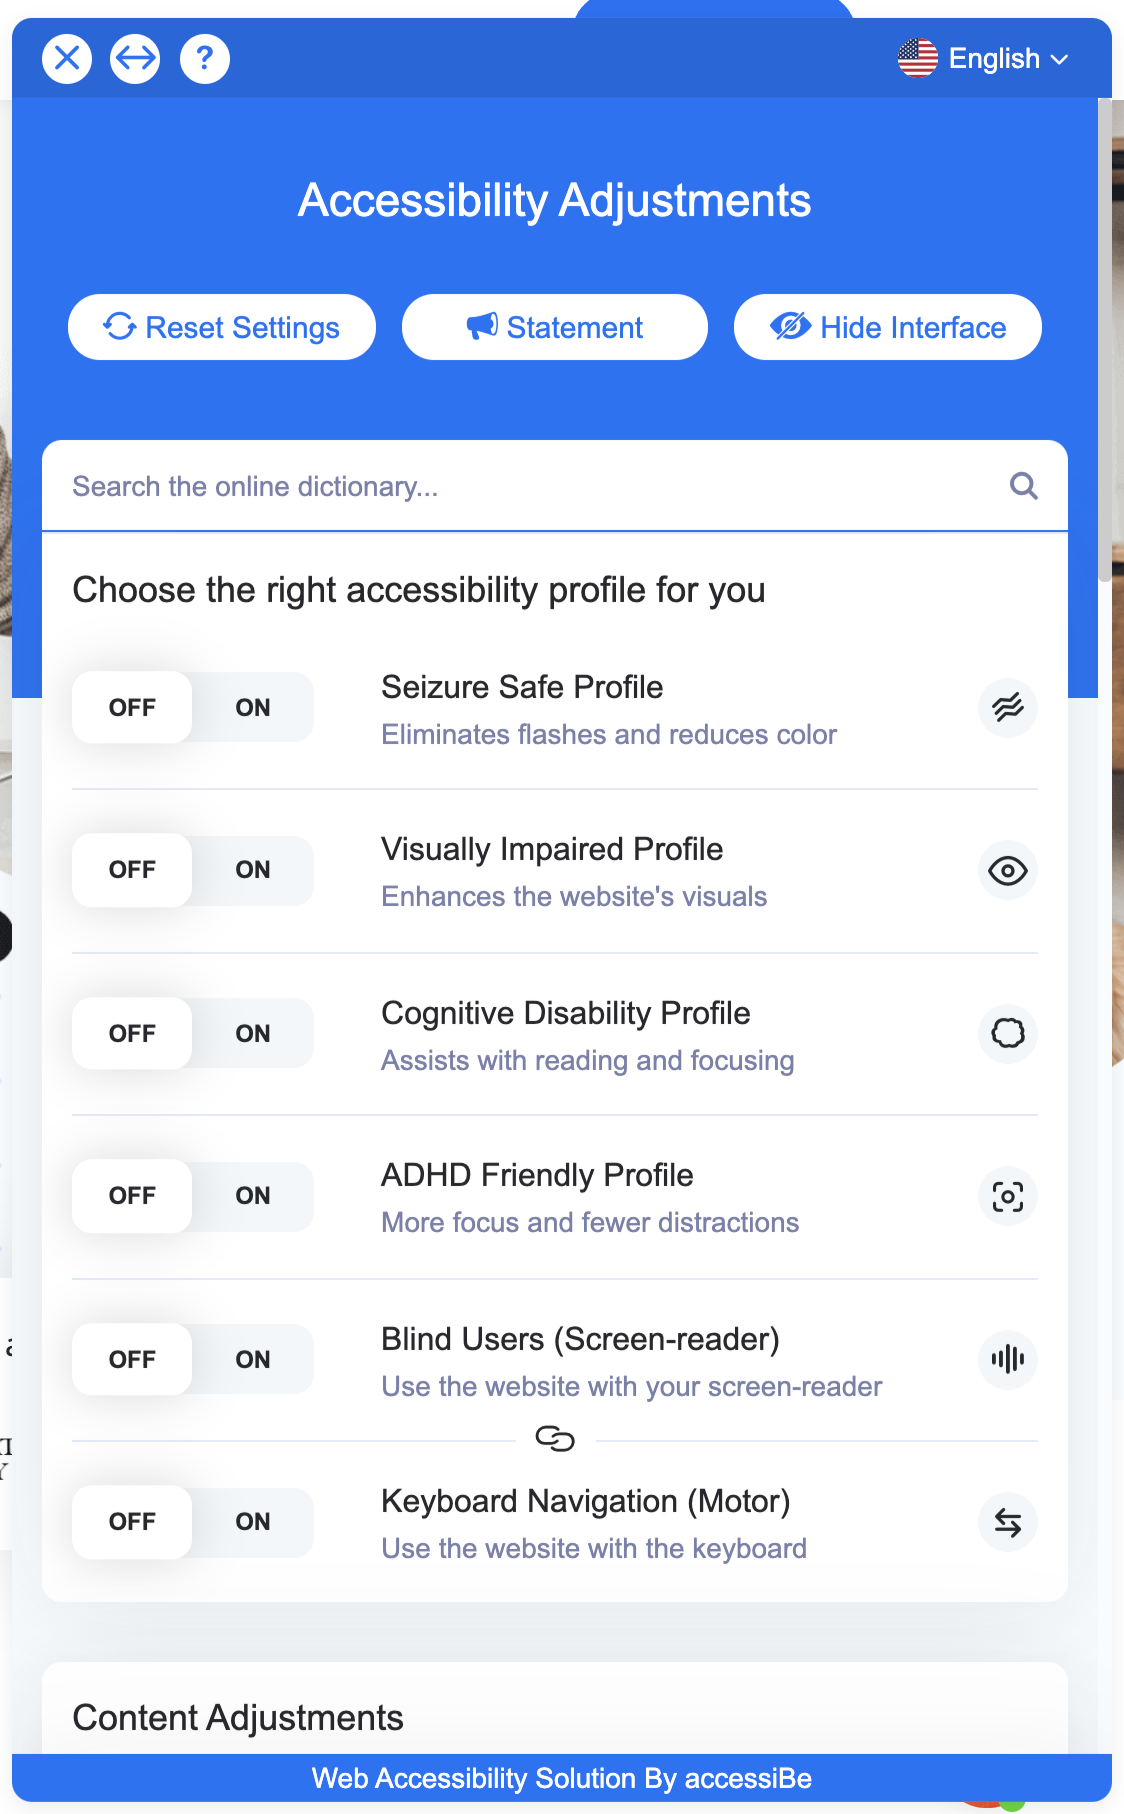 ?
English
Accessibility Adjustments
Reset Settings
Statement
Hide Interface
Search the online dictionary...
Choose the right accessibility profile for you
OFF ON
Seizure Safe Profile
Eliminates flashes and reduces color
OFF ON
Visually Impaired Profile
Enhances the website's visuals
OFF ON
Cognitive Disability Profile
Assists with reading and focusing
OFF ON
ADHD Friendly Profile
More focus and fewer distractions
OFF ON
Blind Users (Screen-reader)
Use the website with your screen-reader
OFF ON
Keyboard Navigation (Motor)
Use the website with the keyboard
Content Adjustments
Web Accessibility Solution By accessiBe